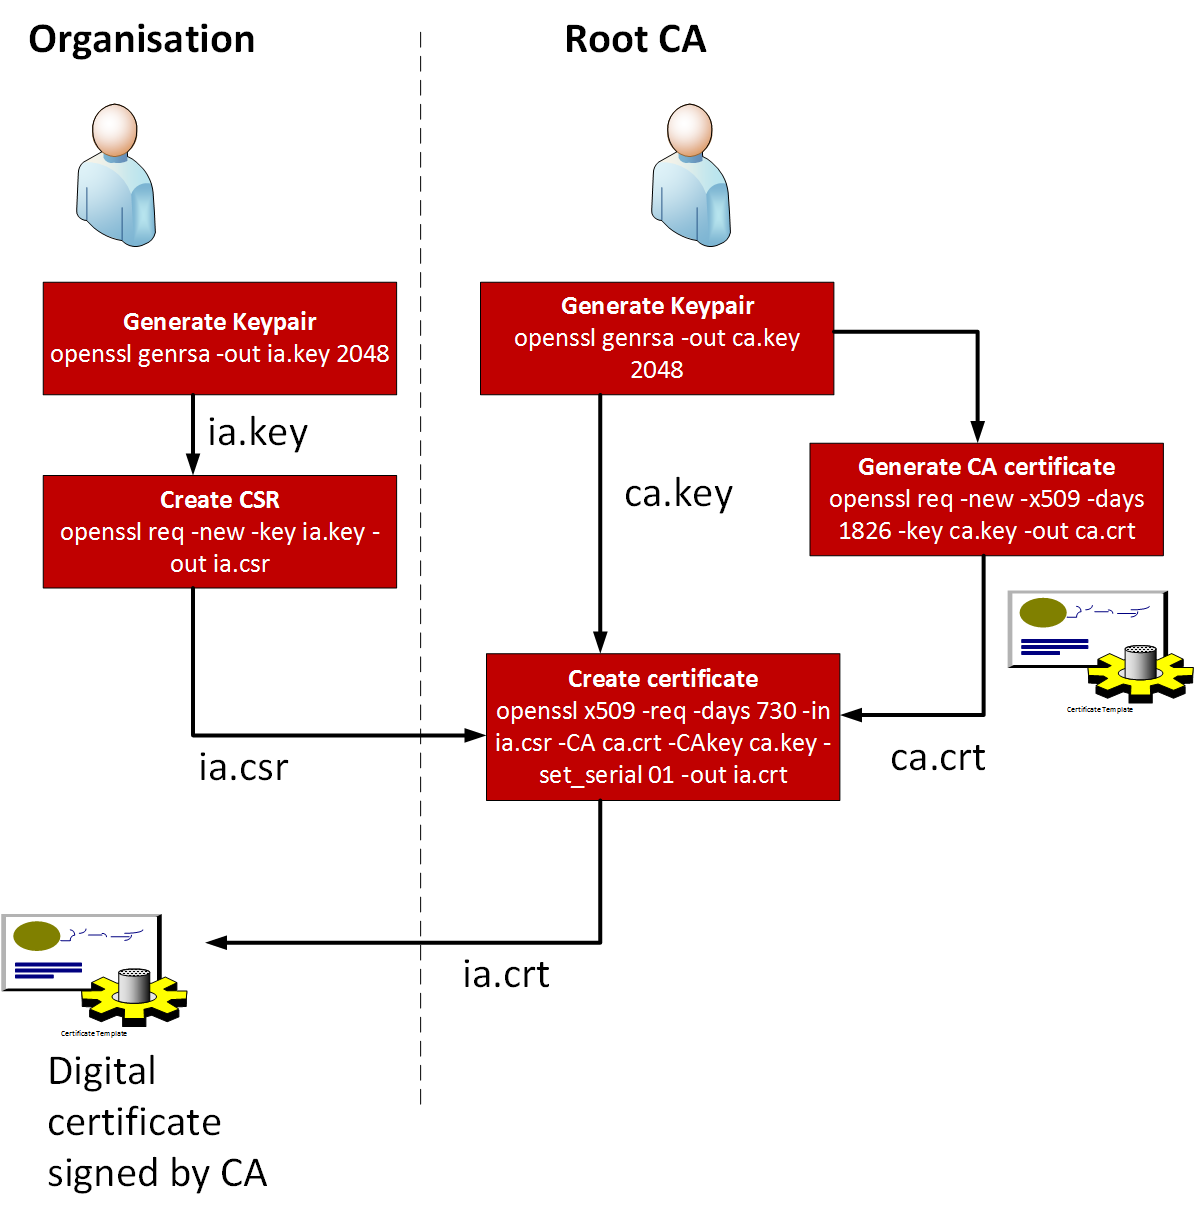 Organisation
Root CA
Generate Keypair
openssl genrsa -out ia.key 2048
ia.key
Create CSR
openssl req -new -key ia.key -
out ia.csr
ia.csr
Generate Keypair
openssl genrsa -out ca.key
2048
ca.key
Generate CA certificate
openssl req -new -x509 -days
1826 -key ca.key -out ca.crt
Certificate Template
ca.crt
Create certificate
openssl x509 -req -days 730 -in
ia.csr -CA ca.crt -CAkey ca.key -
set_serial 01 -out ia.crt
ia.crt
Certificate Template
Digital
certificate
signed by CA